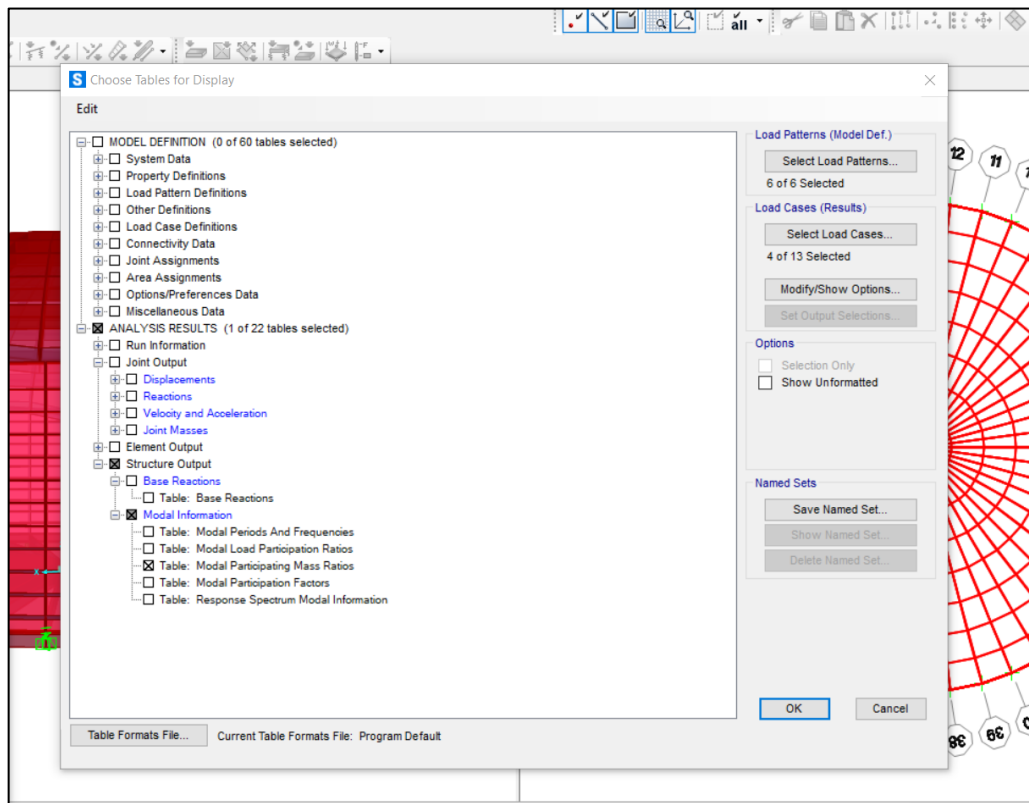 all
S Choose Tables for Display
Edit
MODEL DEFINITION (0 of 60 tables selected)
System Data
Property Definitions
Load Pattern Definitions
Other Definitions
Load Case Definitions
Connectivity Data
Joint Assignments
Area Assignments
Options/Preferences Data
Miscellaneous Data
ANALYSIS RESULTS (1 of 22 tables selected)
Run Information
Joint Output
Displacements
Reactions
Velocity and Acceleration
Joint Masses
Element Output
Structure Output
Base Reactions
Table: Base Reactions
Modal Information
Table: Modal Periods And Frequencies
Table: Modal Load Participation Ratios
Table: Modal Participating Mass Ratios
Table: Modal Participation Factors
Table: Response Spectrum Modal Information
Load Patterns (Model Def.)
Select Load Patterns...
6 of 6 Selected
Load Cases (Results)
Select Load Cases...
4 of 13 Selected
Modify/Show Options...
Set Output Selections...
Options
Selection Only
Show Unformatted
Named Sets
Save Named Set...
Show Named Set...
Delete Named Set...
OK
Cancel
Table Formats File...
Current Table Formats File: Program Default
12
11
38
39
X